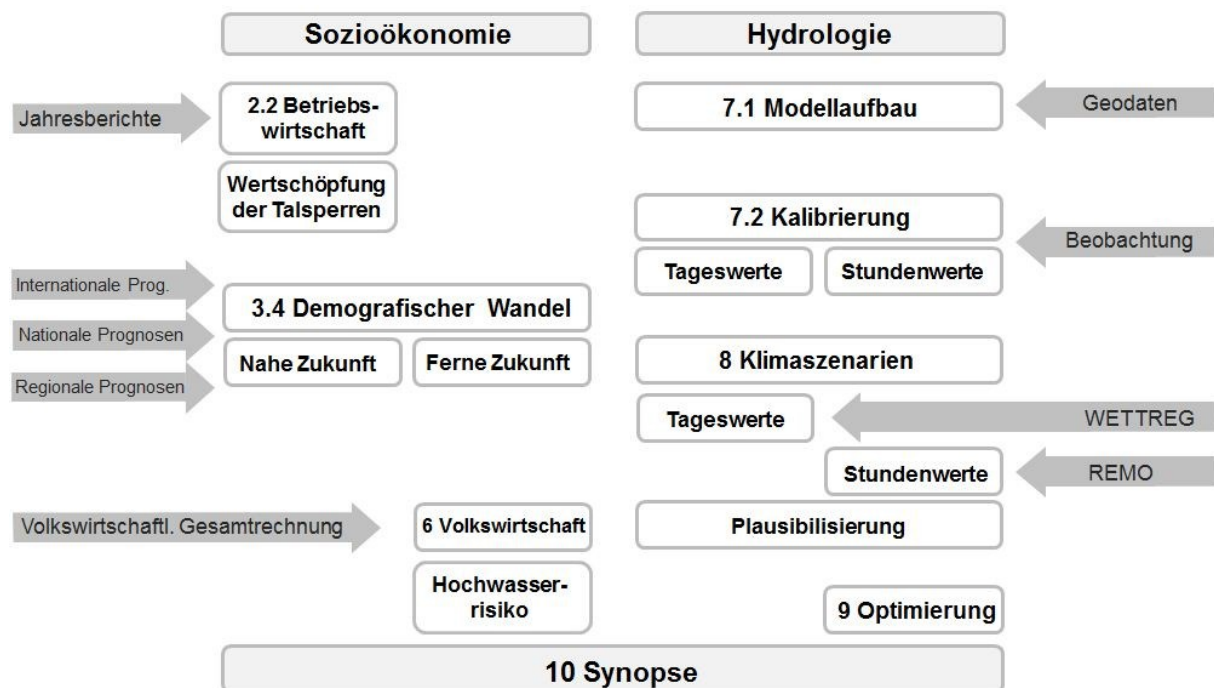 Sozioökonomie
Hydrologie
Jahresberichte
2.2 Betriebs-
wirtschaft
Wertschöpfung
der Talsperren
7.1 Modellaufbau
Geodaten
7.2 Kalibrierung
Tageswerte
Stundenwerte
Beobachtung
Internationale Prog.
Nationale Prognosen
Regionale Prognosen
3.4 Demografischer Wandel
Nahe Zukunft
Ferne Zukunft
8 Klimaszenarien
Tageswerte
WETTREG
Stundenwerte
REMO
Plausibilisierung
Volkswirtschaftl. Gesamtrechnung
6 Volkswirtschaft
Hochwasser-
risiko
9 Optimierung
10 Synopse